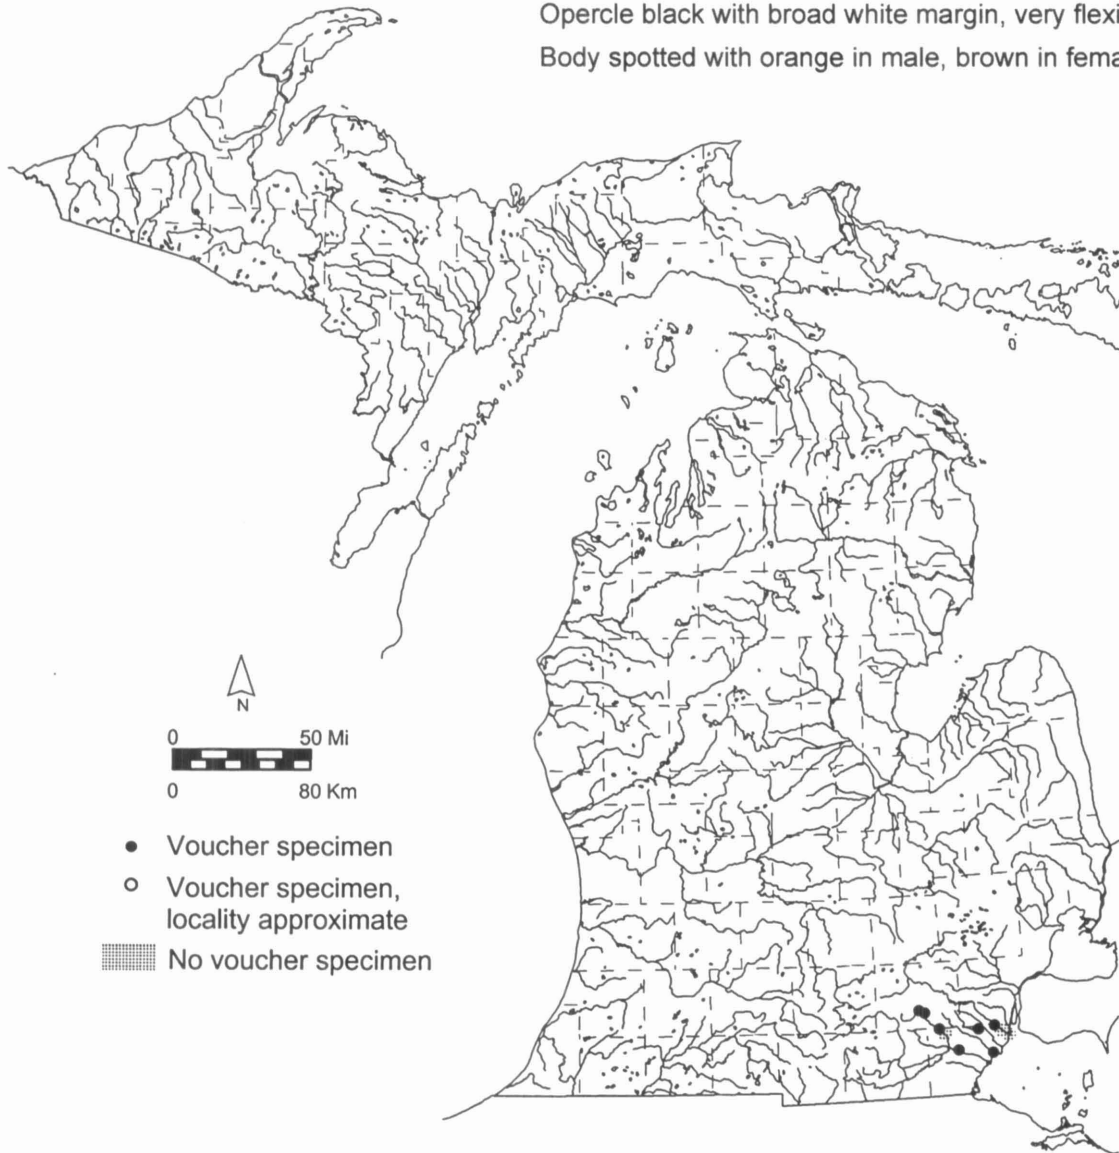 Opercle black with broad white margin, very flexi
Body spotted with orange in male, brown in fema
N
0 50 Mi
0 80 Km
Voucher specimen
Voucher specimen,
locality approximate
No voucher specimen